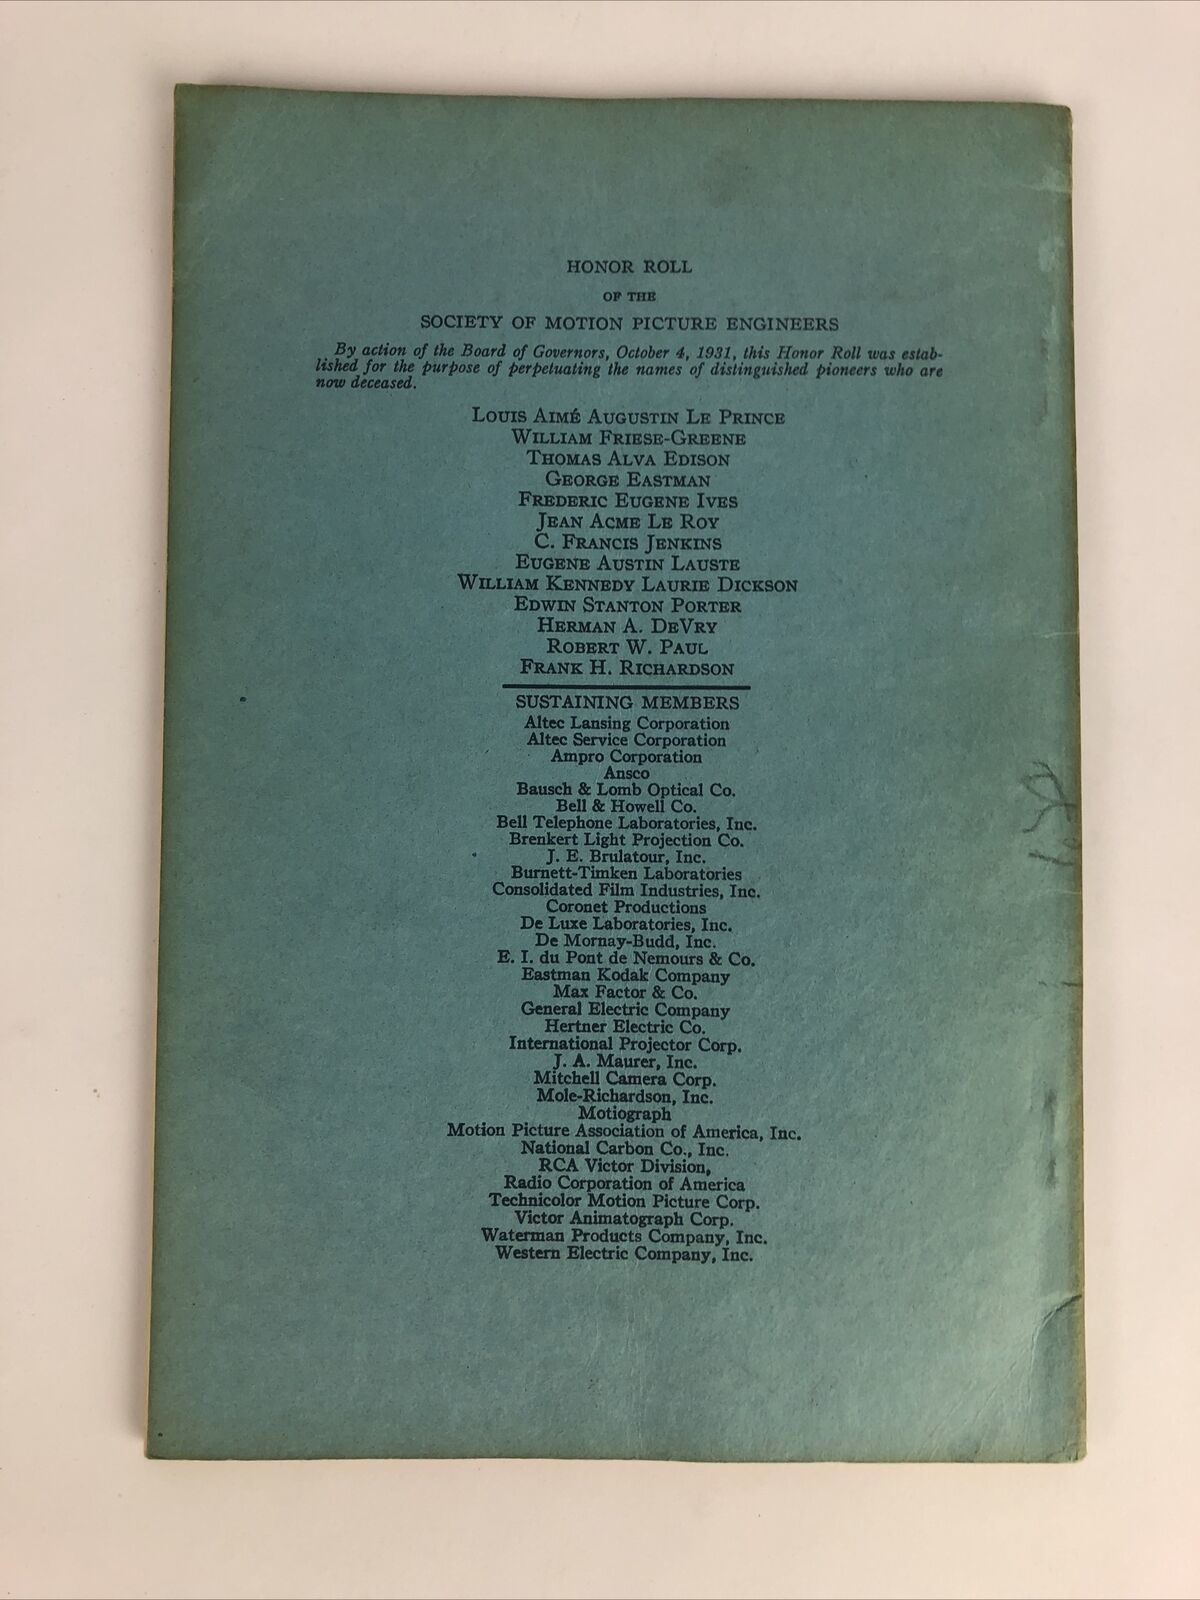 HONOR ROLL
OF THE
SOCIETY OF MOTION PICTURE ENGINEERS
By action of the Board of Governors, October 4, 1931, this Honor Roll was estab-
lished for the purpose of perpetuating the names of distinguished pioneers who are
now deceased.
LOUIS AIMÉ AUGUSTIN LE PRINCE
WILLIAM FRIESE-GREENE
THOMAS ALVA EDISON
GEORGE EASTMAN
FREDERIC EUGENE IVES
JEAN ACME LE ROY
C. FRANCIS JENKINS
EUGENE AUSTIN LAUSTE
WILLIAM KENNEDY LAURIE DICKSON
EDWIN STANTON PORTER
HERMAN A. DEVRY
ROBERT W. PAUL
FRANK H. RICHARDSON
SUSTAINING MEMBERS
Altec Lansing Corporation
Altec Service Corporation
Ampro Corporation
Ansco
Bausch & Lomb Optical Co.
Bell & Howell Co.
Bell Telephone Laboratories, Inc.
Brenkert Light Projection Co.
J. E. Brulatour, Inc.
Burnett-Timken Laboratories
Consolidated Film Industries, Inc.
Coronet Productions
De Luxe Laboratories, Inc.
De Mornay-Budd, Inc.
E. I. du Pont de Nemours & Co.
Eastman Kodak Company
Max Factor & Co.
General Electric Company
Hertner Electric Co.
International Projector Corp.
J. A. Maurer, Inc.
Mitchell Camera Corp.
Mole-Richardson, Inc.
Motiograph
Motion Picture Association of America, Inc.
National Carbon Co., Inc.
RCA Victor Division,
Radio Corporation of America
Technicolor Motion Picture Corp.
Victor Animatograph Corp.
Waterman Products Company, Inc.
Western Electric Company, Inc.